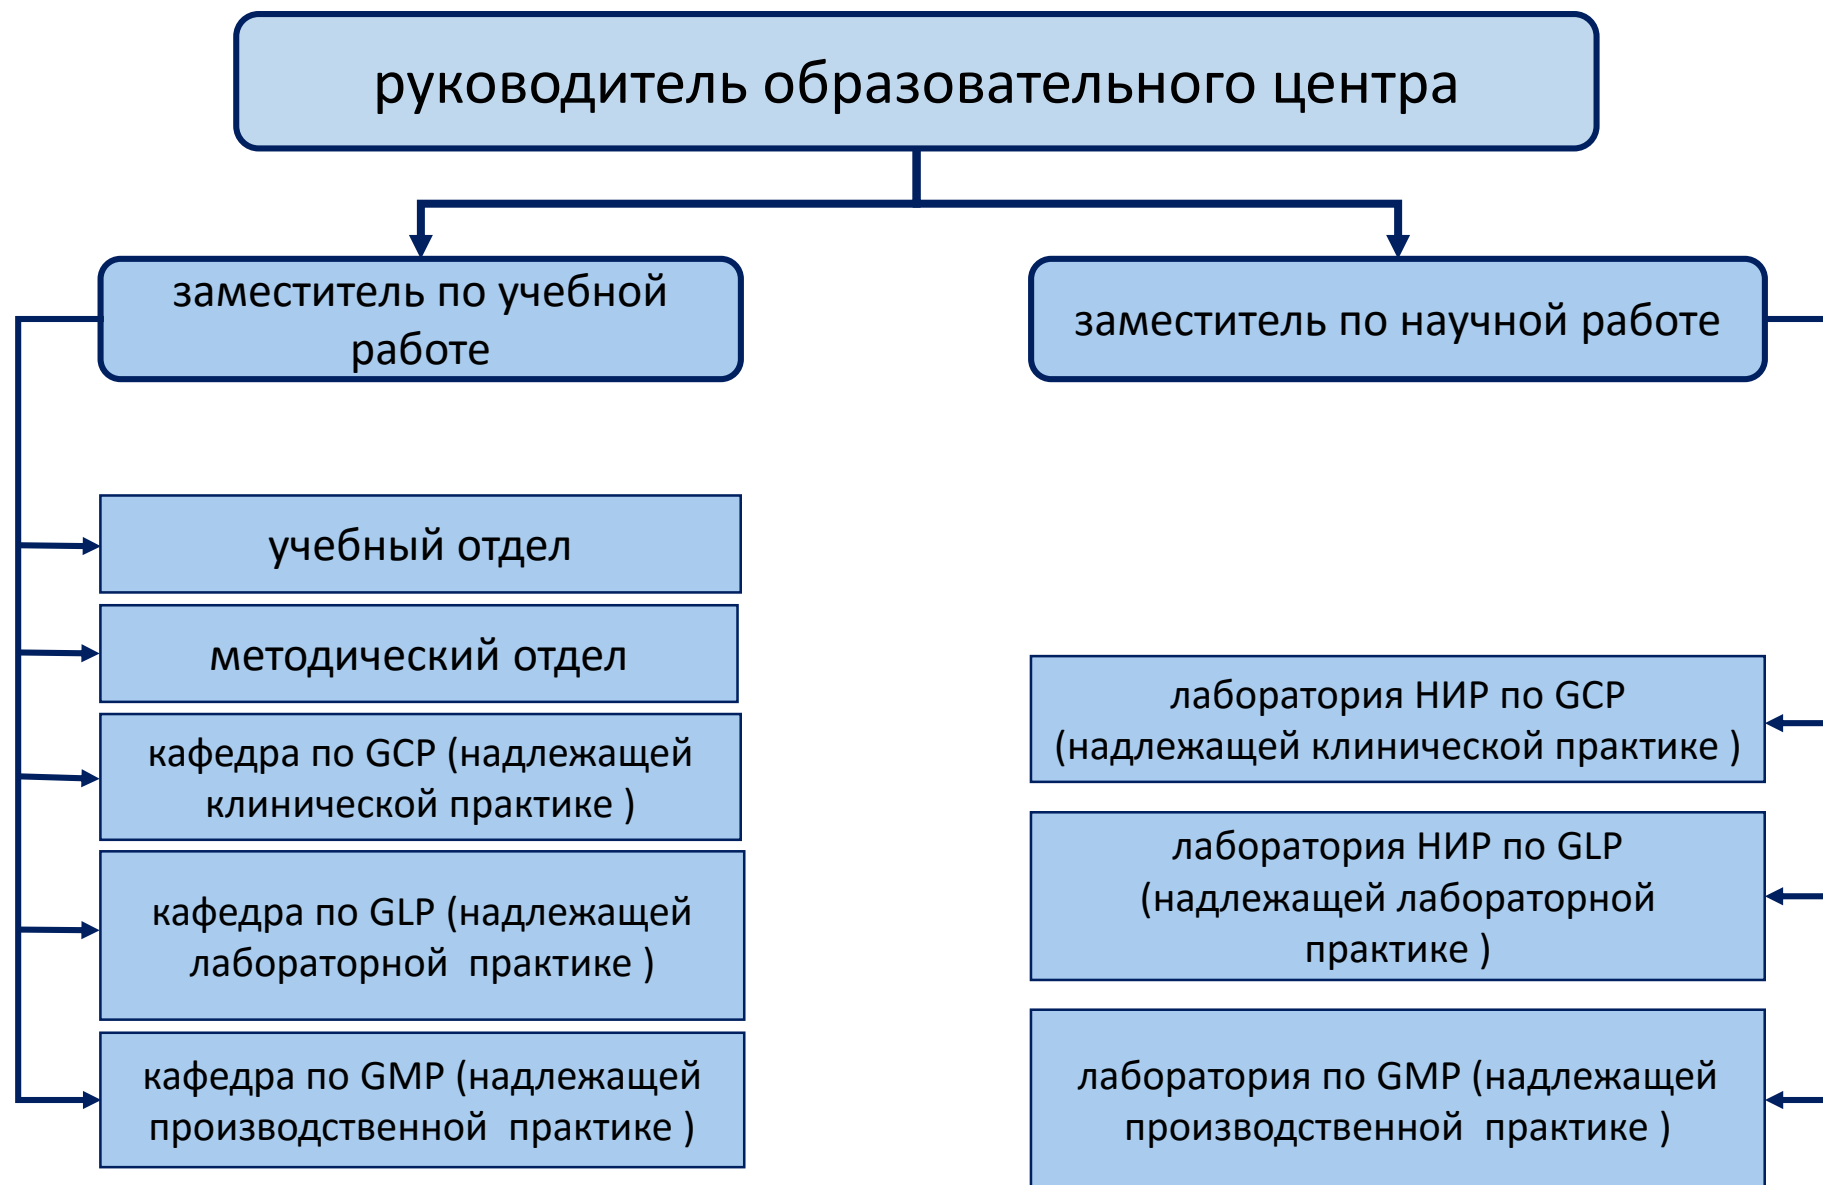 руководитель образовательного центра
заместитель по учебной
работе
заместитель по научной работе
учебный отдел
методический отдел
кафедра по GCP (надлежащей
клинической практике )
кафедра по GLP (надлежащей
лабораторной  практике )
кафедра по GMP (надлежащей
производственной  практике )
лаборатория НИР по GCP
(надлежащей клинической практике )
лаборатория НИР по GLP
(надлежащей лабораторной
практике )
лаборатория по GMP (надлежащей
производственной  практике )